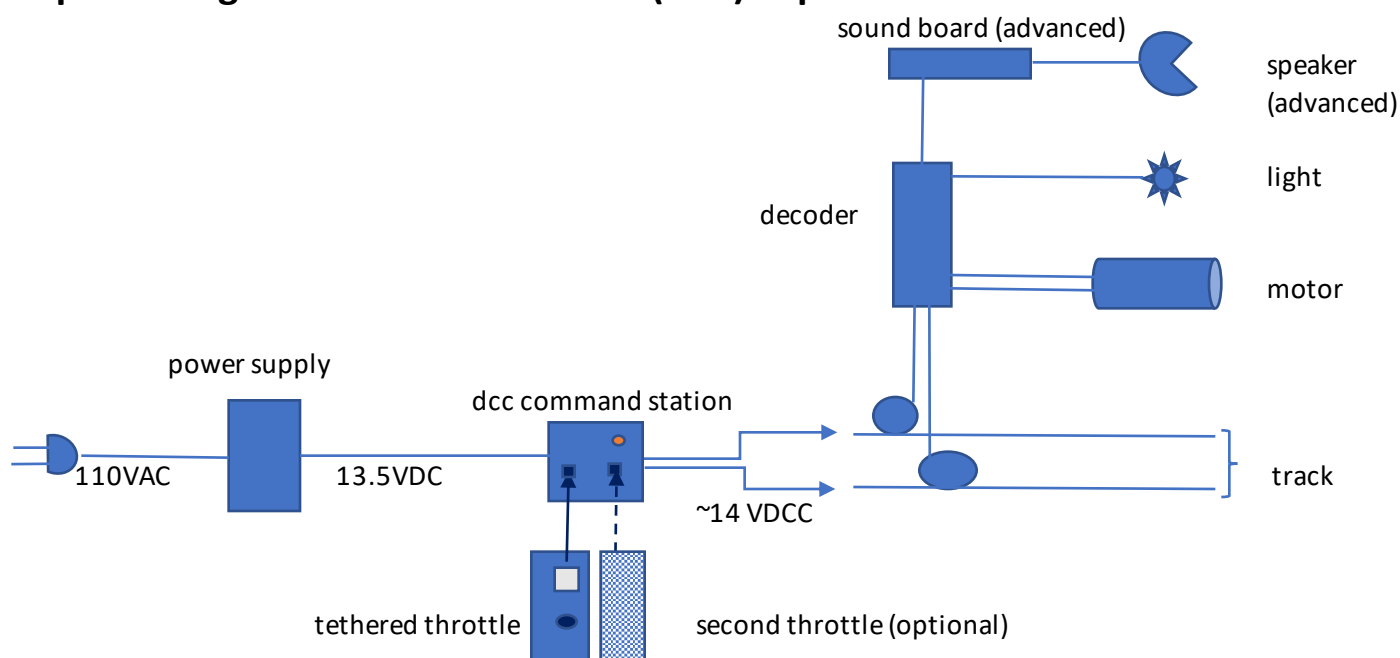 sound board (advanced)
speaker
(advanced)
light
decoder
motor
power supply
dcc command station
110VAC
13.5VDC
~14 VDCC
track
tethered throttle
second throttle (optional)